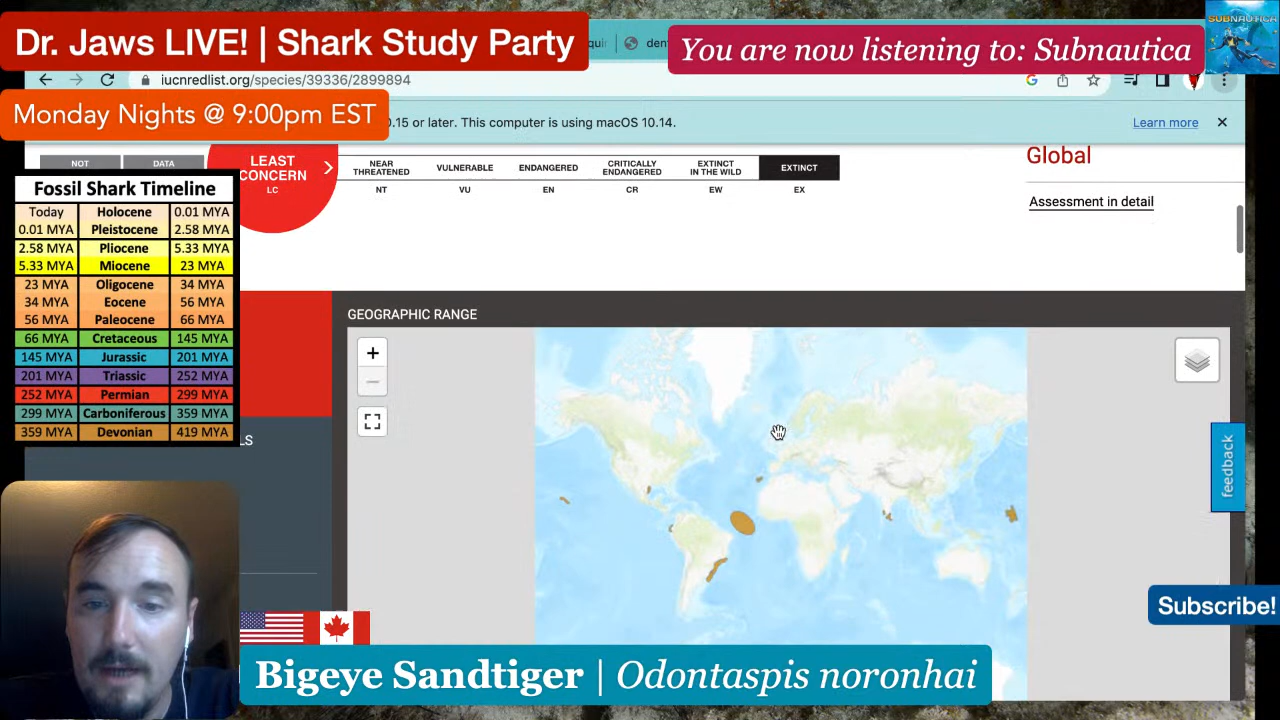 Dr. Jaws LIVE! | Shark Study Party
You are now listening to: Subnautica
SUBNAUTICA
iucnredlist.org/species/39336/2899894
Monday Nights @ 9:00pm EST
.15 or later. This computer is using macOS 10.14.
Learn more
NOT
DATA
LEAST CONCERN
LC
NEAR THREATENED
NT
VULNERABLE
VU
ENDANGERED
EN
CRITICALLY ENDANGERED
CR
EXTINCT IN THE WILD
EW
EXTINCT
EX
Global
Assessment in detail
Fossil Shark Timeline
Today Holocene 0.01 MYA
0.01 MYA Pleistocene 2.58 MYA
2.58 MYA Pliocene 5.33 MYA
5.33 MYA Miocene 23 MYA
23 MYA Oligocene 34 MYA
34 MYA Eocene 56 MYA
56 MYA Paleocene 66 MYA
66 MYA Cretaceous 145 MYA
145 MYA Jurassic 201 MYA
201 MYA Triassic 252 MYA
252 MYA Permian 299 MYA
299 MYA Carboniferous 359 MYA
359 MYA Devonian 419 MYA
GEOGRAPHIC RANGE
LS
feedback
Subscribe!
Bigeye Sandtiger | Odontaspis noronhai